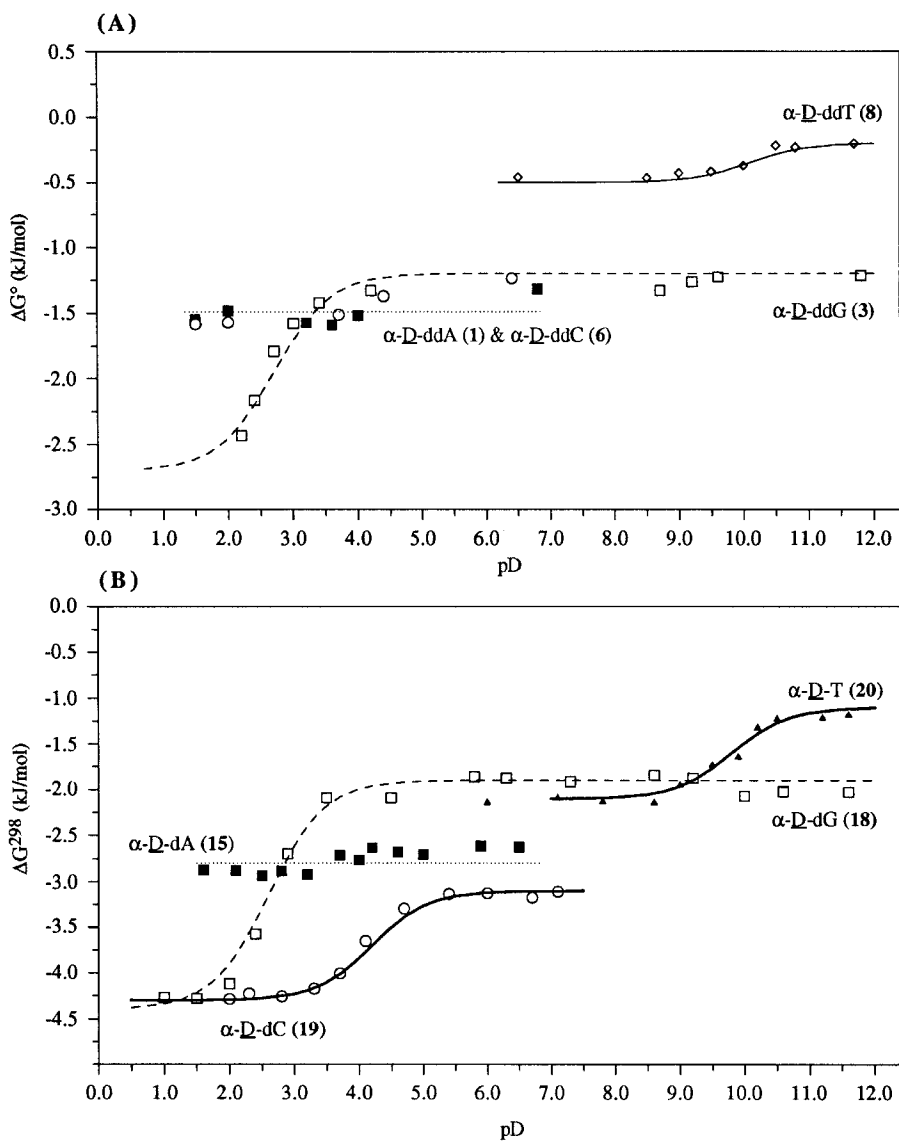 (A)
0.5
0.0
-0.5
-1.0
-1.5
-2.0
-2.5
-3.0
ΔG° (kJ/mol)
α-D-ddT (8)
α-D-ddG (3)
α-D-ddA (1) & α-D-ddC (6)
0.0 1.0 2.0 3.0 4.0 5.0 6.0 7.0 8.0 9.0 10.0 11.0 12.0
pD
(B)
0.0
-0.5
-1.0
-1.5
-2.0
-2.5
-3.0
-3.5
-4.0
-4.5
ΔG²⁹⁸ (kJ/mol)
α-D-T (20)
α-D-dG (18)
α-D-dA (15)
α-D-dC (19)
0.0 1.0 2.0 3.0 4.0 5.0 6.0 7.0 8.0 9.0 10.0 11.0 12.0
pD